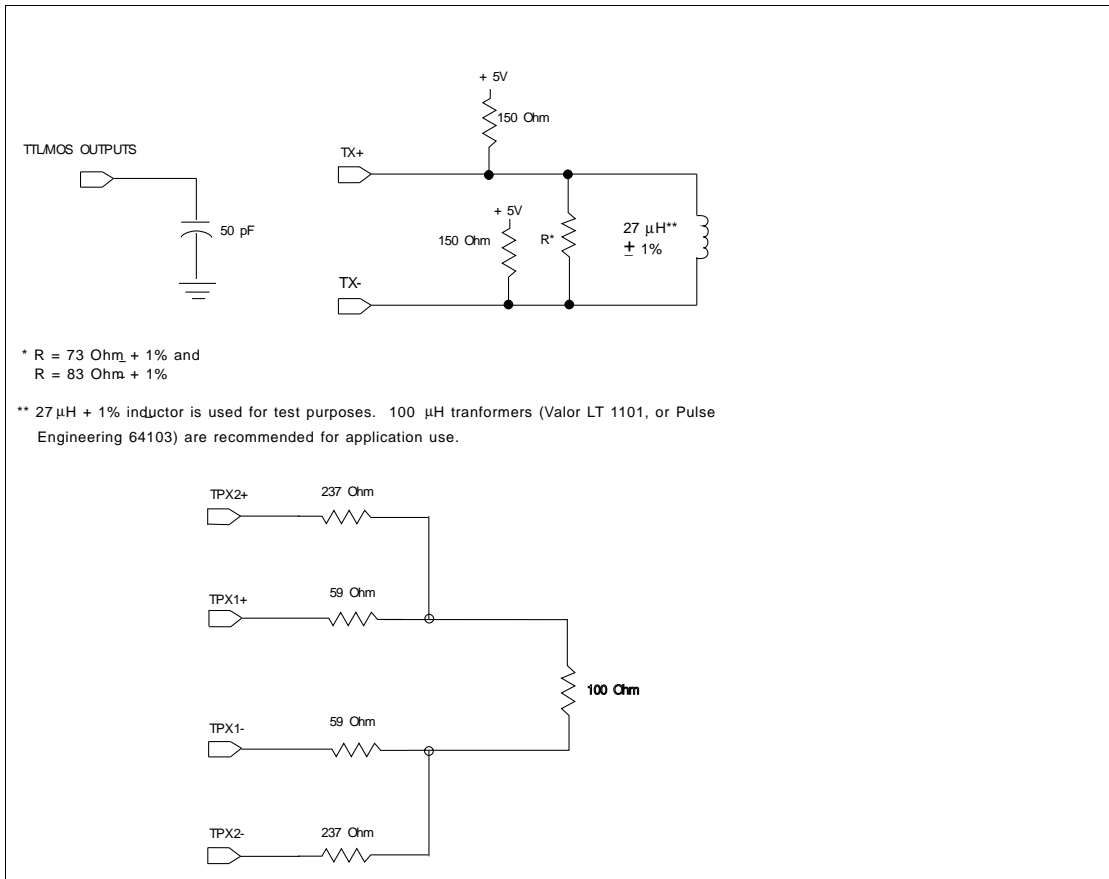 + 5V
150 Ohm
TTL/MOS OUTPUTS
TX+
+ 5V
50 pF
150 Ohm
R*
27 μH**
± 1%
TX-
* R = 73 Ohm ± 1% and
R = 83 Ohm ± 1%
** 27 μH ± 1% inductor is used for test purposes. 100 μH tranformers (Valor LT 1101, or Pulse
Engineering 64103) are recommended for application use.
TPX2+
237 Ohm
TPX1+
59 Ohm
100 Ohm
TPX1-
59 Ohm
TPX2-
237 Ohm